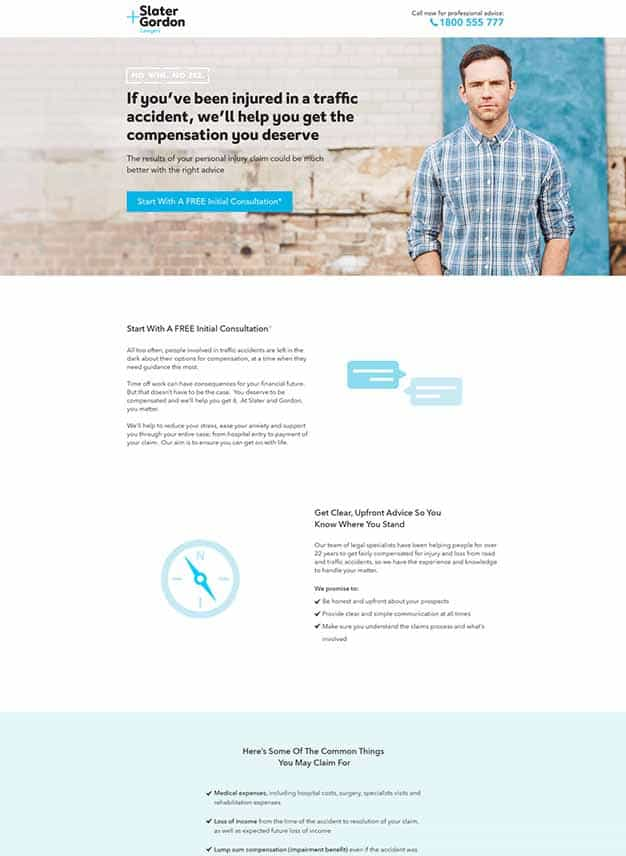 Slater
Gordon
Lawyers
Call now for professional advice:
1800 555 777
NO WIN. NO FEE.
If you've been injured in a traffic
accident, we'll help you get the
compensation you deserve
The results of your personal injury claim could be much
better with the right advice
Start With A FREE Initial Consultation*
Start With A FREE Initial Consultation*
All too often, people involved in traffic accidents are left in the
dark about their options for compensation, at a time when they
need guidance the most.
Time off work can have consequences for your financial future.
But that doesn't have to be the case. You deserve to be
compensated and we'll help you get it. At Slater and Gordon,
you matter.
We'll help to reduce your stress, ease your anxiety and support
you through your entire case; from hospital entry to payment of
your claim. Our aim is to ensure you can get on with life.
Get Clear, Upfront Advice So You
Know Where You Stand
Our team of legal specialists have been helping people for over
22 years to get fairly compensated for injury and loss from road
and traffic accidents, so we have the experience and knowledge
to handle your matter.
We promise to:
Be honest and upfront about your prospects
Provide clear and simple communication at all times
Make sure you understand the claims process and what's
involved
N
Here's Some Of The Common Things
You May Claim For
Medical expenses, including hospital costs, surgery, specialists visits and
rehabilitation expenses
Loss of income from the time of the accident to resolution of your claim,
as well as expected future loss of income
Lump sum compensation (impairment benefit) even if the accident was